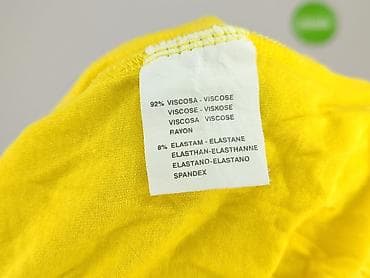 92% VISCOSA - VISCOSE
VISCOSE - VISKOSE
VISCOSA VISCOSE
RAYON
8% ELASTAM - ELASTANE
ELASTHAN-ELASTHANNE
ELASTANO-ELASTANO
SPANDEX